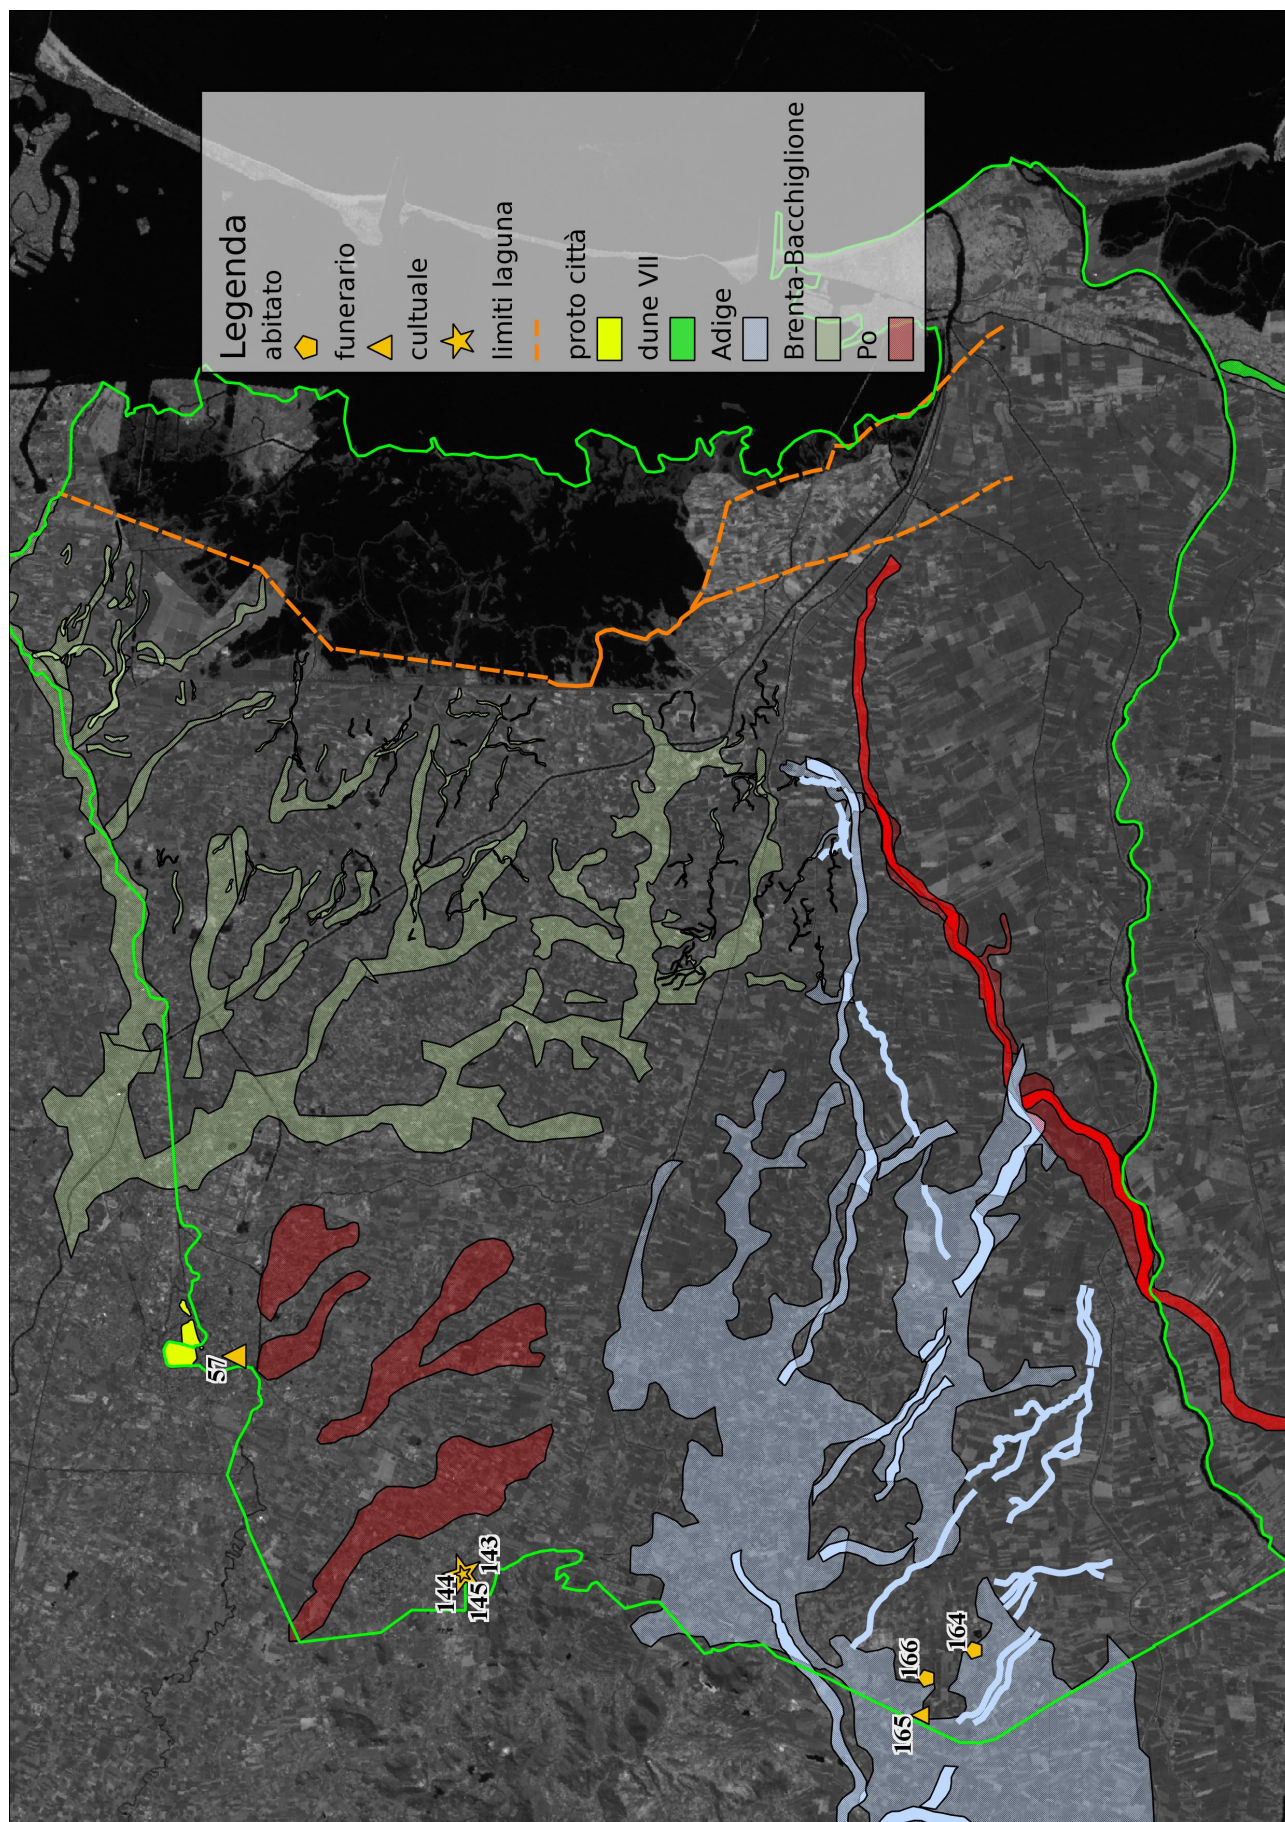 Legenda
abitato
funerario
cultuale
limiti laguna
proto città
dune VII
Adige
Brenta-Bacchiglione
Po
57
144
143
145
166
164
165